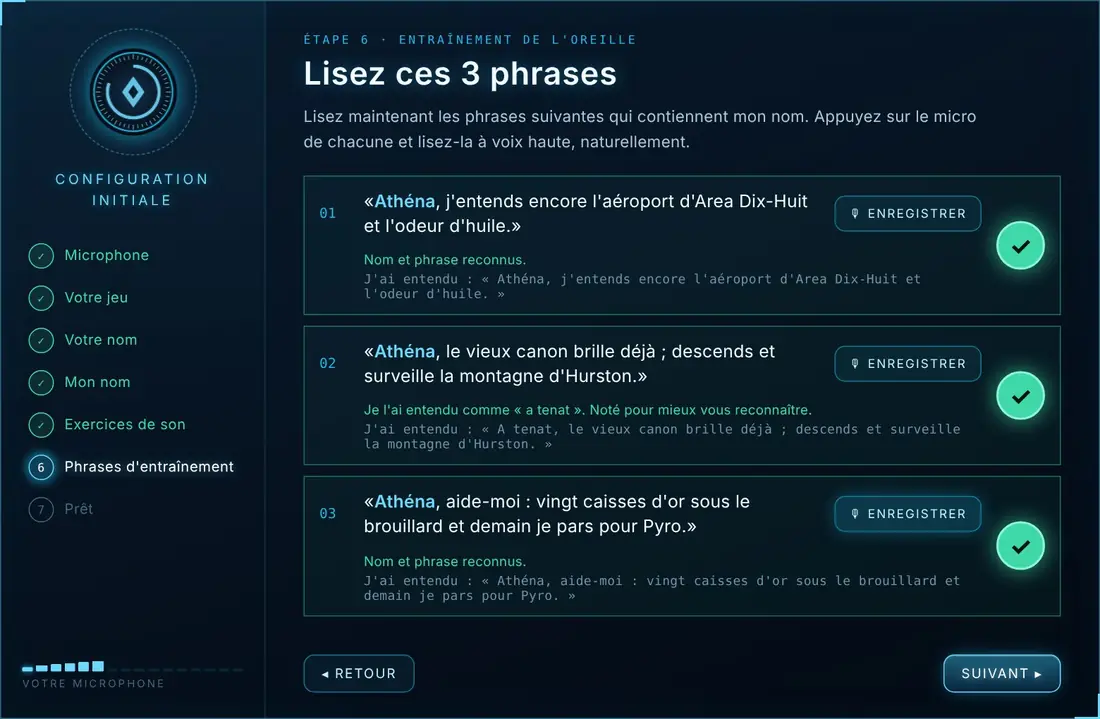 CONFIGURATION
INITIALE
✓ Microphone
✓ Votre jeu
✓ Votre nom
✓ Mon nom
✓ Exercices de son
6 Phrases d'entraînement
7 Prêt
VOTRE MICROPHONE
ÉTAPE 6 · ENTRAÎNEMENT DE L'OREILLE
Lisez ces 3 phrases
Lisez maintenant les phrases suivantes qui contiennent mon nom. Appuyez sur le micro
de chacune et lisez-la à voix haute, naturellement.
01
«Athéna, j'entends encore l'aéroport d'Area Dix-Huit
et l'odeur d'huile.»
ENREGISTRER
Nom et phrase reconnus.
J'ai entendu : « Athéna, j'entends encore l'aéroport d'Area Dix-Huit et
l'odeur d'huile. »
02
«Athéna, le vieux canon brille déjà ; descends et
surveille la montagne d'Hurston.»
ENREGISTRER
Je l'ai entendu comme « a tenat ». Noté pour mieux vous reconnaître.
J'ai entendu : « A tenat, le vieux canon brille déjà ; descends et surveille
la montagne d'Hurston. »
03
«Athéna, aide-moi : vingt caisses d'or sous le
brouillard et demain je pars pour Pyro.»
ENREGISTRER
Nom et phrase reconnus.
J'ai entendu : « Athéna, aide-moi : vingt caisses d'or sous le brouillard et
demain je pars pour Pyro. »
◂ RETOUR
SUIVANT ▸